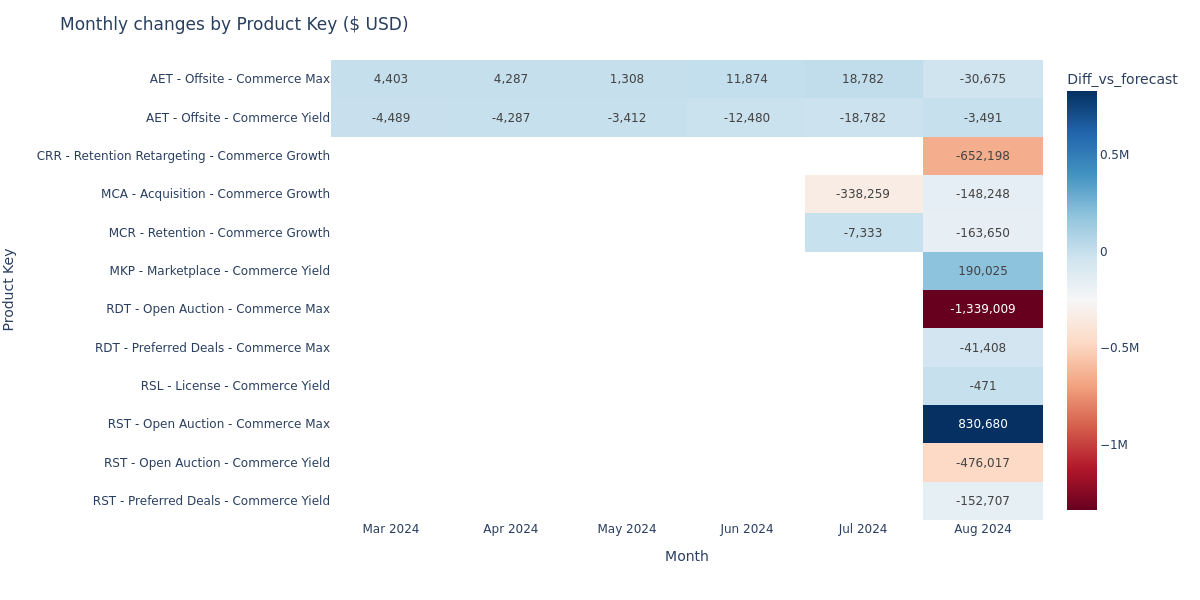 Monthly changes by Product Key ($ USD)
Diff_vs_forecast
AET - Offsite - Commerce Max 4,403 4,287 1,308 11,874 18,782 -30,675
AET - Offsite - Commerce Yield -4,489 -4,287 -3,412 -12,480 -18,782 -3,491
CRR - Retention Retargeting - Commerce Growth -652,198
MCA - Acquisition - Commerce Growth -338,259 -148,248
MCR - Retention - Commerce Growth -7,333 -163,650
MKP - Marketplace - Commerce Yield 190,025
RDT - Open Auction - Commerce Max -1,339,009
RDT - Preferred Deals - Commerce Max -41,408
RSL - License - Commerce Yield -471
RST - Open Auction - Commerce Max 830,680
RST - Open Auction - Commerce Yield -476,017
RST - Preferred Deals - Commerce Yield -152,707
Mar 2024 Apr 2024 May 2024 Jun 2024 Jul 2024 Aug 2024
Month
Product Key
0.5M
0
−0.5M
−1M